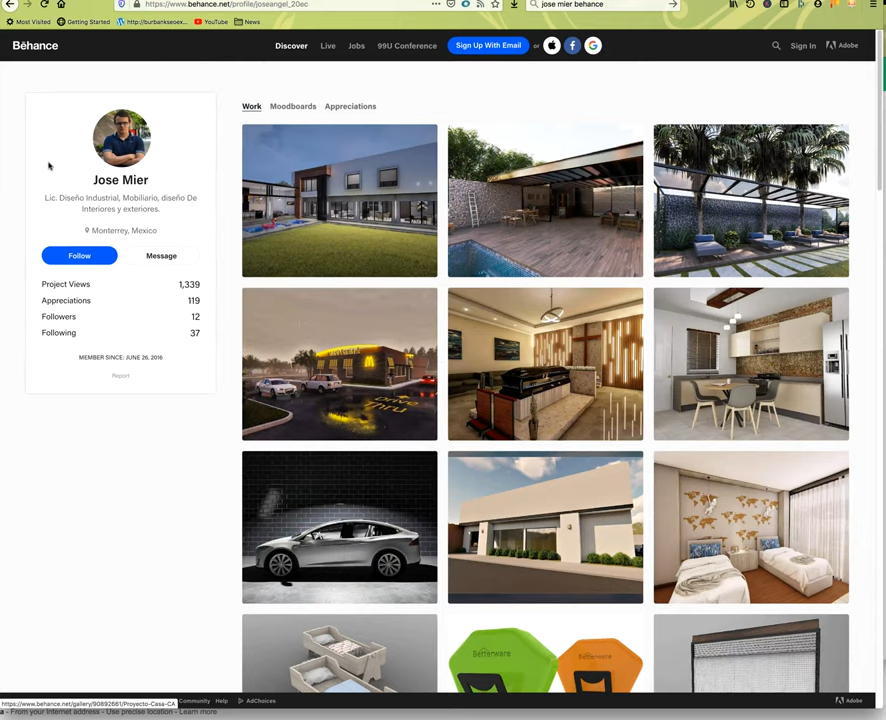 https://www.behance.net/profile/joseangel_20ec
jose mier behance
Most Visited
Getting Started
http://burbankseoex...
YouTube
News
Bēhance
Discover
Live
Jobs
99U Conference
Sign Up With Email
or
Sign In
Adobe
Work
Moodboards
Appreciations
Jose Mier
Lic. Diseño Industrial, Mobiliario, diseño De
Interiores y exteriores.
Monterrey, Mexico
Follow
Message
Project Views 1,339
Appreciations 119
Followers 12
Following 37
MEMBER SINCE: JUNE 26, 2016
Report
DRIVE
THRU
Betterware
Community
Help
AdChoices
Adobe
https://www.behance.net/gallery/90892661/Proyecto-Casa-CA
a - From your Internet address - Use precise location - Learn more